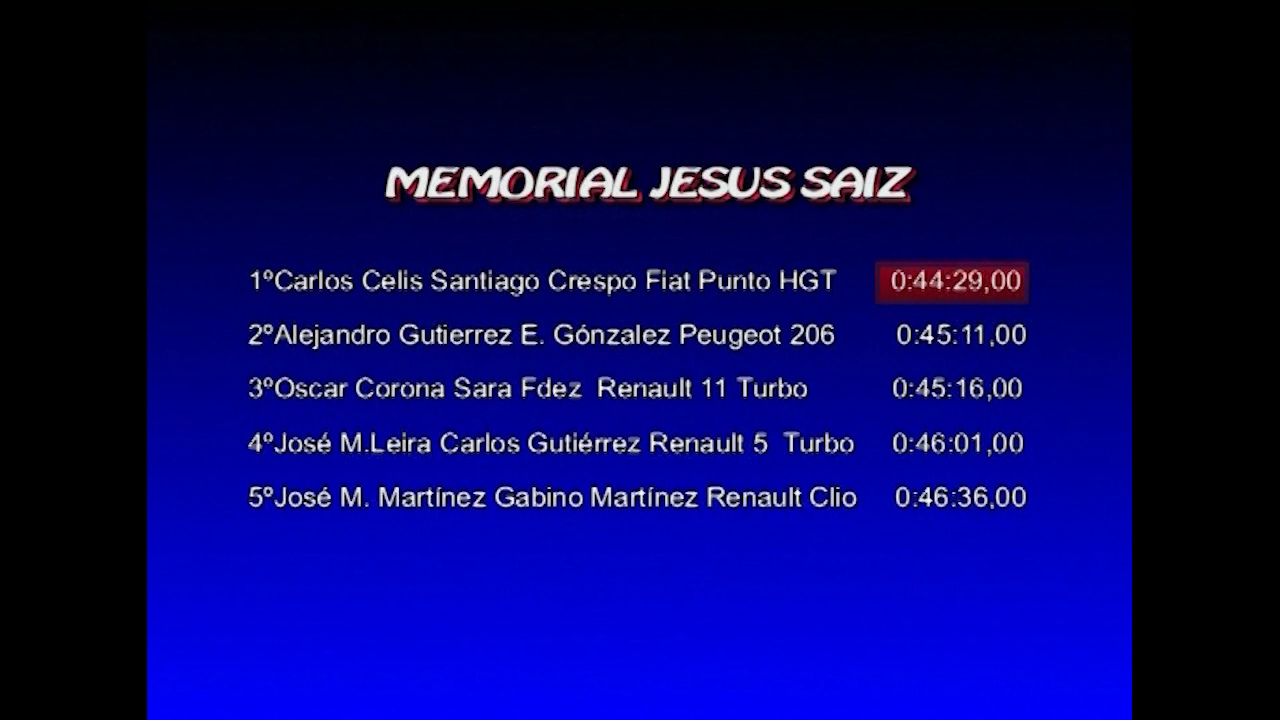 MEMORIAL JESUS SAIZ
1ºCarlos Celis Santiago Crespo Fiat Punto HGT 0:44:29,00
2ºAlejandro Gutierrez E. Gónzalez Peugeot 206 0:45:11,00
3ºOscar Corona Sara Fdez Renault 11 Turbo 0:45:16,00
4ºJosé M.Leira Carlos Gutiérrez Renault 5 Turbo 0:46:01,00
5ºJosé M. Martínez Gabino Martínez Renault Clio 0:46:36,00